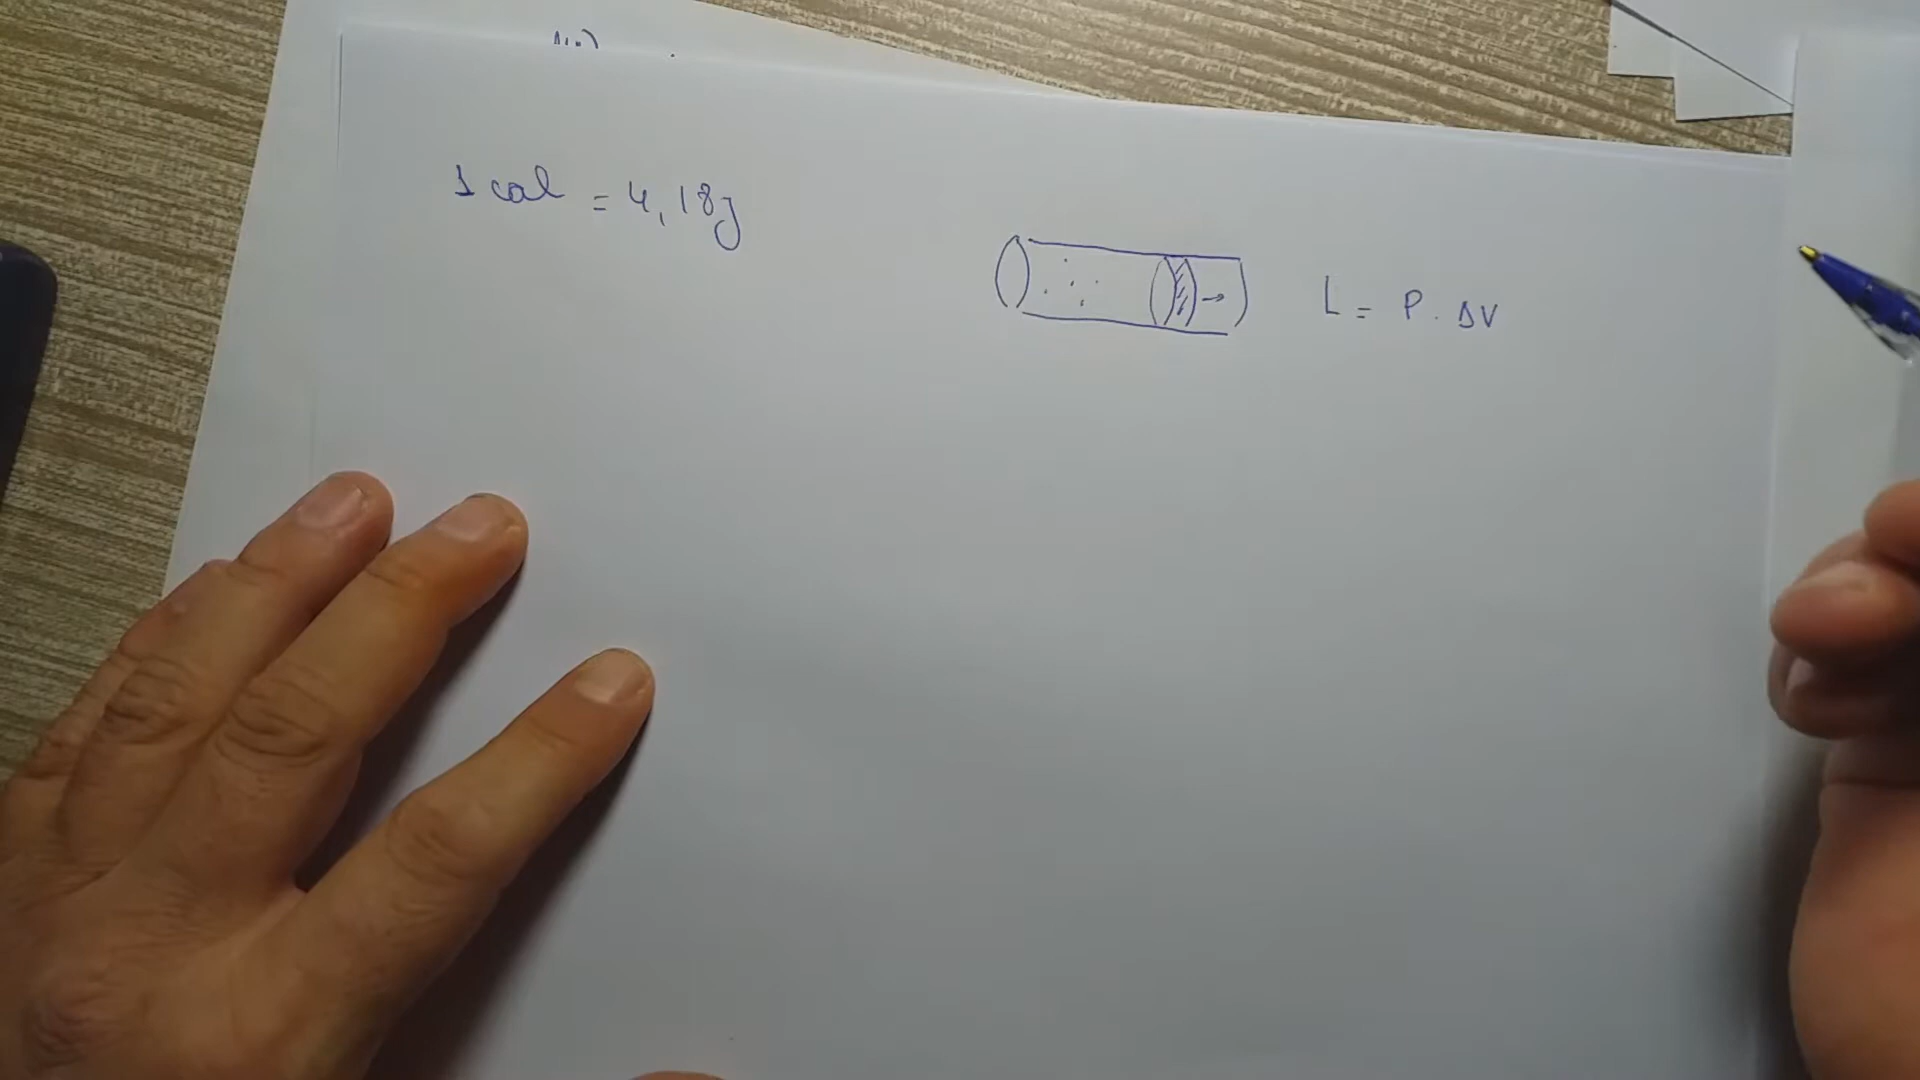 1 cal = 4,18J
L = P. ΔV